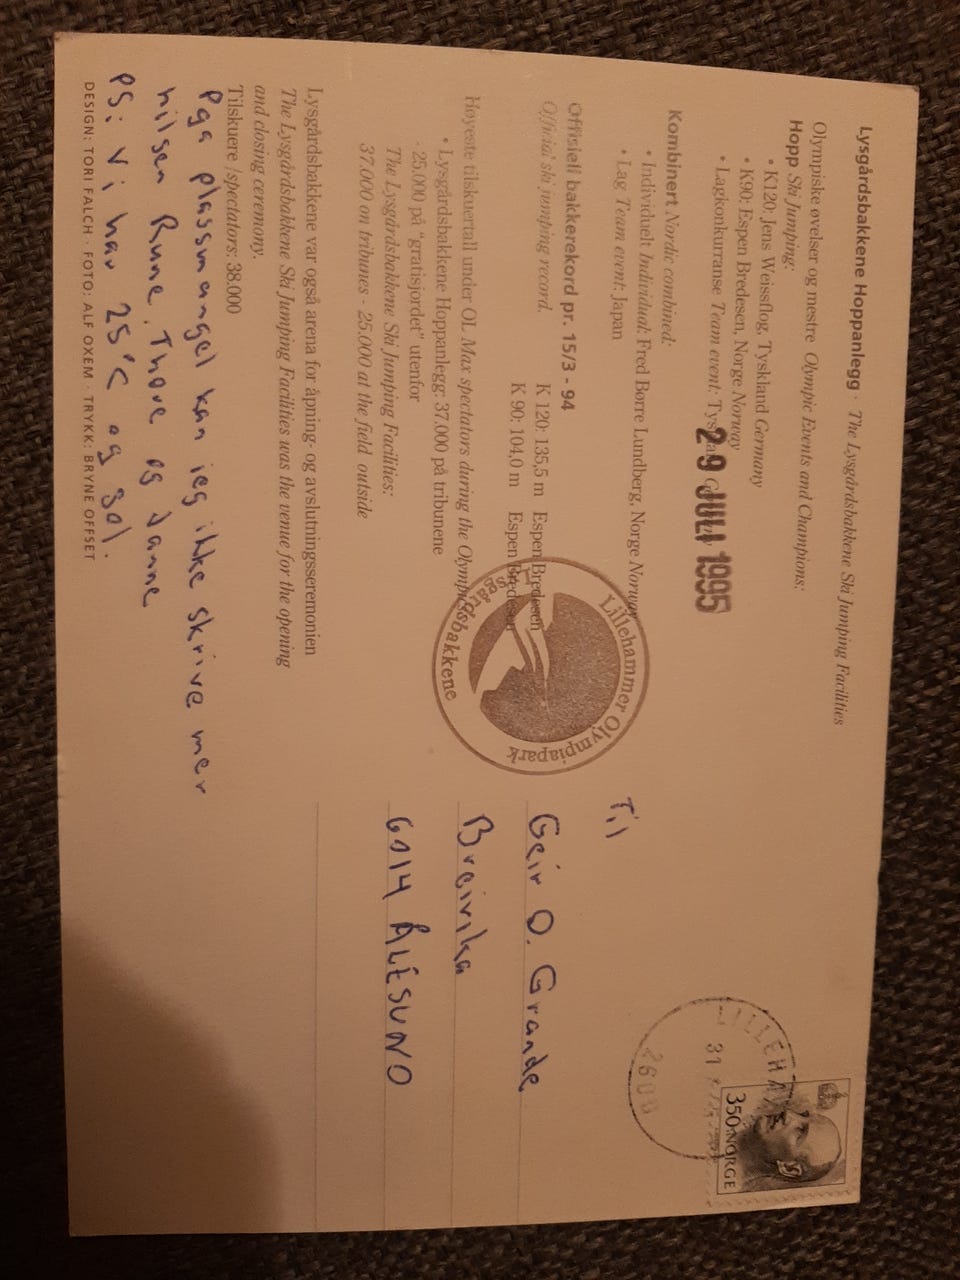 Lysgårdsbakkene Hoppanlegg · The Lysgårdsbakkene Ski Jumping Facilities
Olympiske øvelser og mestre Olympic Events and Champions:
Hopp Ski Jumping:
• K120: Jens Weissflog, Tyskland Germany
• K90: Espen Bredesen, Norge Norway
• Lagkonkurranse Team event:
29 JULI 1995
Kombinert Nordic combined:
• Individuelt Individual: Fred Børre Lundberg, Norge Norway
• Lag Team event: Japan
Offisiell bakkerekord pr. 15/3 - 94
Official ski jumping record.
K 120: 135,5 m Espen Bredesen
K 90: 104,0 m Espen Bredesen
Høyeste tilskuertall under OL Max spectators during the Olympics
• Lysgårdsbakkene Hoppanlegg: 37.000 på tribunene
- 25.000 på "gratisjordet" utenfor
The Lysgårdsbakkene Ski Jumping Facilities:
37.000 on tribunes - 25.000 at the field outside
Lysgårdsbakkene var også arena for åpning- og avslutningsseremonien
The Lysgårdsbakkene Ski Jumping Facilities was the venue for the opening
and closing ceremony.
Tilskuere /spectators: 38.000
Pga plassmangel kan jeg ikke skrive mer
hilsen Rune, Thove og Janne
PS: Vi har 25°C og Sol.
DESIGN: TORI FALCH · FOTO: ALF OXEM · TRYKK: BRYNE OFFSET
Lillehammer Olympiapark
Lysgårdsbakkene
Til
Geir O. Grande
Breivika
6014 ÅLESUND
LILLEHAMMER
31
2600
350 NORGE